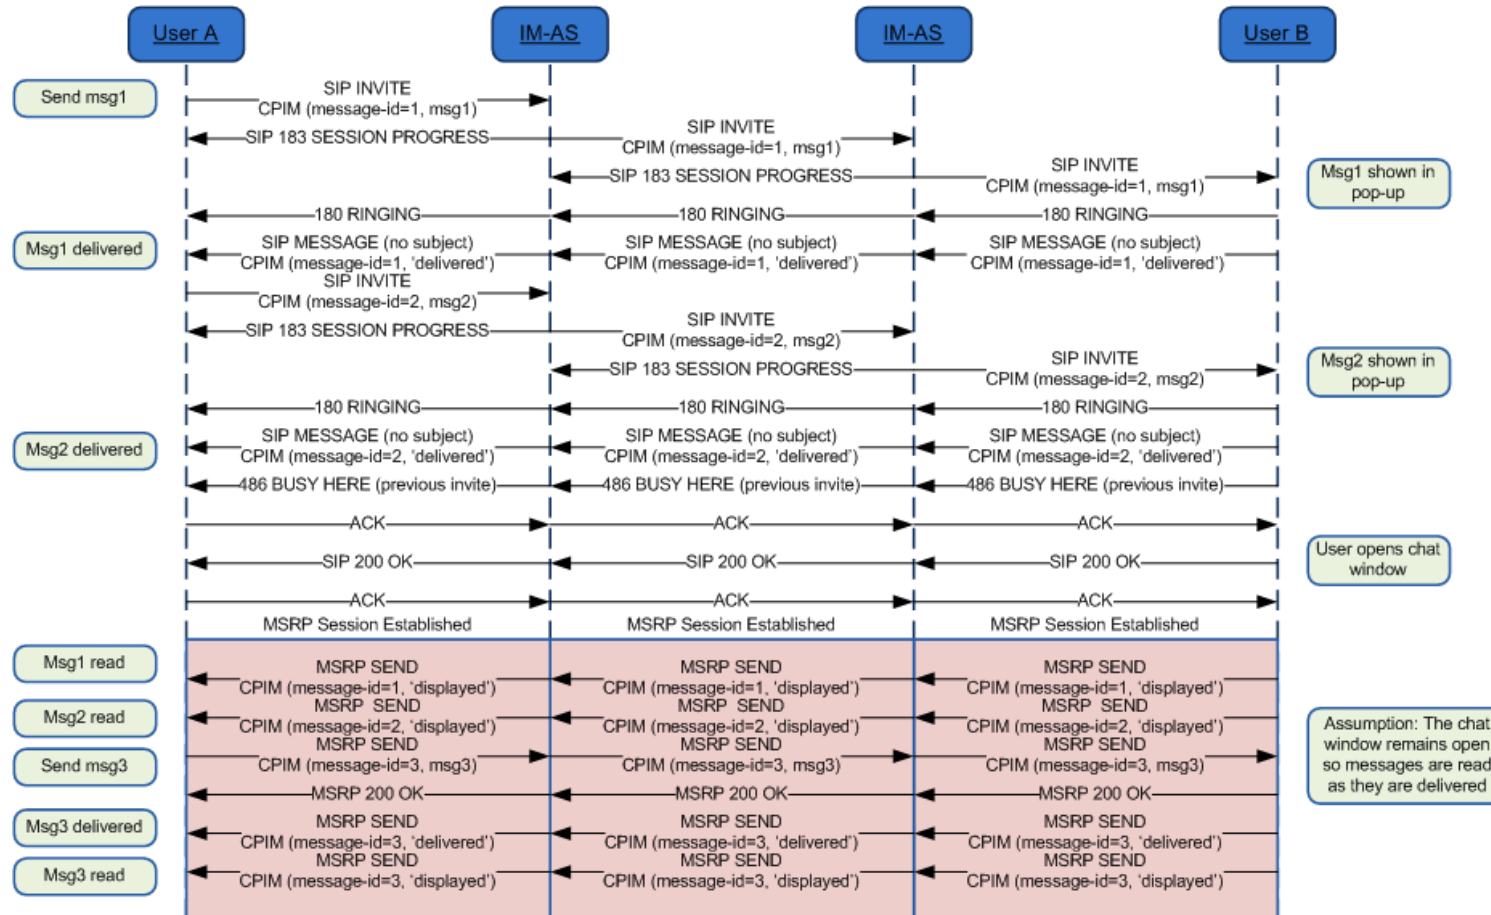 User A
IM-AS
IM-AS
User B
Send msg1
SIP INVITE
CPIM (message-id=1, msg1)
SIP 183 SESSION PROGRESS
SIP INVITE
CPIM (message-id=1, msg1)
SIP 183 SESSION PROGRESS
SIP INVITE
CPIM (message-id=1, msg1)
Msg1 shown in
pop-up
180 RINGING
180 RINGING
180 RINGING
Msg1 delivered
SIP MESSAGE (no subject)
CPIM (message-id=1, 'delivered')
SIP MESSAGE (no subject)
CPIM (message-id=1, 'delivered')
SIP MESSAGE (no subject)
CPIM (message-id=1, 'delivered')
SIP INVITE
CPIM (message-id=2, msg2)
SIP 183 SESSION PROGRESS
SIP INVITE
CPIM (message-id=2, msg2)
SIP 183 SESSION PROGRESS
SIP INVITE
CPIM (message-id=2, msg2)
Msg2 shown in
pop-up
180 RINGING
180 RINGING
180 RINGING
Msg2 delivered
SIP MESSAGE (no subject)
CPIM (message-id=2, 'delivered')
SIP MESSAGE (no subject)
CPIM (message-id=2, 'delivered')
SIP MESSAGE (no subject)
CPIM (message-id=2, 'delivered')
486 BUSY HERE (previous invite)
486 BUSY HERE (previous invite)
486 BUSY HERE (previous invite)
ACK
ACK
ACK
SIP 200 OK
SIP 200 OK
SIP 200 OK
User opens chat
window
ACK
ACK
ACK
MSRP Session Established
MSRP Session Established
MSRP Session Established
Msg1 read
MSRP SEND
CPIM (message-id=1, 'displayed')
MSRP SEND
CPIM (message-id=1, 'displayed')
MSRP SEND
CPIM (message-id=1, 'displayed')
Msg2 read
MSRP SEND
CPIM (message-id=2, 'displayed')
MSRP SEND
CPIM (message-id=2, 'displayed')
MSRP SEND
CPIM (message-id=2, 'displayed')
Send msg3
MSRP SEND
CPIM (message-id=3, msg3)
MSRP SEND
CPIM (message-id=3, msg3)
MSRP SEND
CPIM (message-id=3, msg3)
Assumption: The chat
window remains open
so messages are read
as they are delivered
MSRP 200 OK
MSRP 200 OK
MSRP 200 OK
Msg3 delivered
MSRP SEND
CPIM (message-id=3, 'delivered')
MSRP SEND
CPIM (message-id=3, 'delivered')
MSRP SEND
CPIM (message-id=3, 'delivered')
Msg3 read
MSRP SEND
CPIM (message-id=3, 'displayed')
MSRP SEND
CPIM (message-id=3, 'displayed')
MSRP SEND
CPIM (message-id=3, 'displayed')